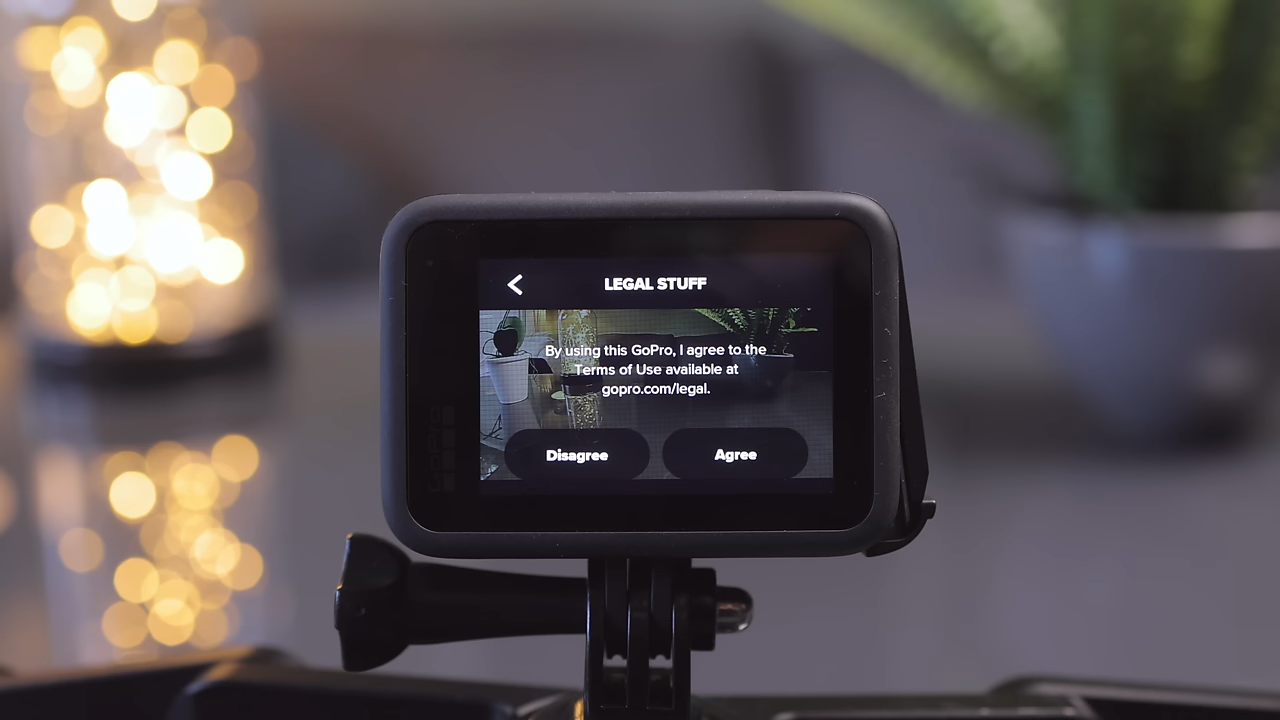 LEGAL STUFF
By using this GoPro, I agree to the
Terms of Use available at
gopro.com/legal.
Disagree
Agree
GoPro